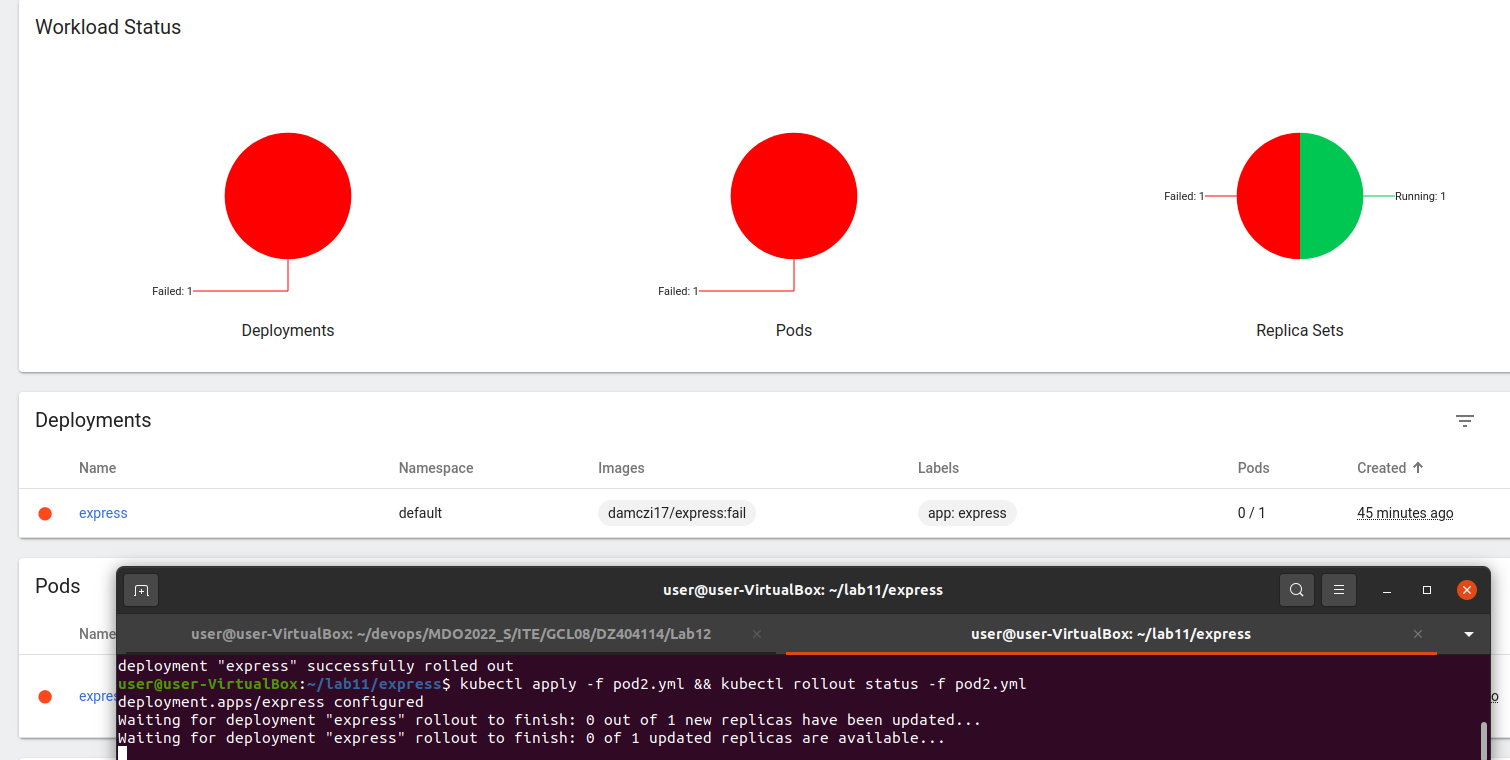 Workload Status
Failed: 1
Deployments
Failed: 1
Pods
Failed: 1
Running: 1
Replica Sets
Deployments
Name Namespace Images Labels Pods Created
express default damczi17/express:fail app: express 0 / 1 45 minutes ago
Pods
Name
user@user-VirtualBox: ~/lab11/express
user@user-VirtualBox: ~/devops/MDO2022_S/ITE/GCL08/DZ404114/Lab12
user@user-VirtualBox: ~/lab11/express
deployment "express" successfully rolled out
user@user-VirtualBox:~/lab11/express$ kubectl apply -f pod2.yml && kubectl rollout status -f pod2.yml
deployment.apps/express configured
Waiting for deployment "express" rollout to finish: 0 out of 1 new replicas have been updated...
Waiting for deployment "express" rollout to finish: 0 of 1 updated replicas are available...